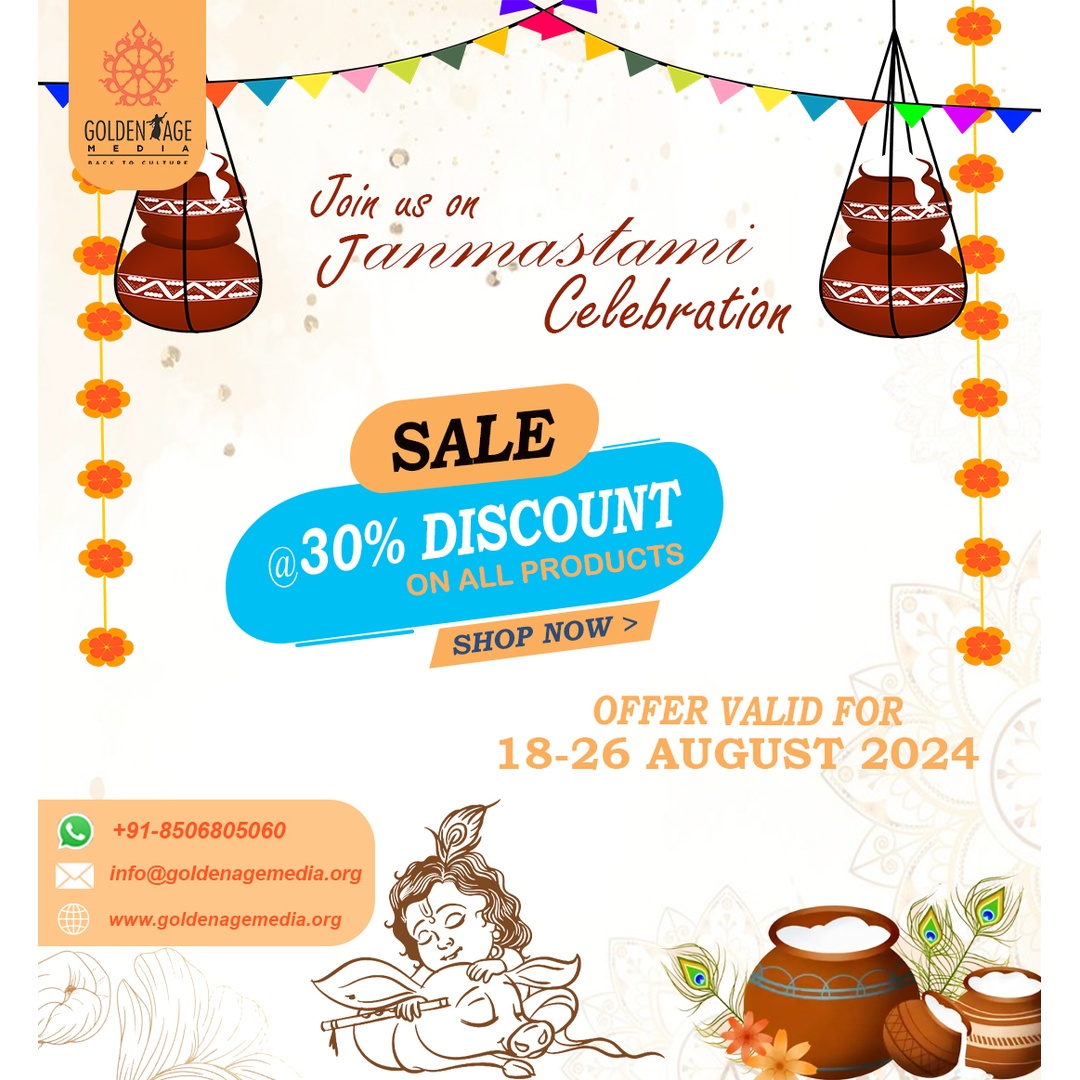 GOLDEN AGE
MEDIA
BACK TO CULTURE
Join us on
Janmastami
Celebration
SALE
@30% DISCOUNT
ON ALL PRODUCTS
SHOP NOW >
OFFER VALID FOR
18-26 AUGUST 2024
+91-8506805060
info@goldenagemedia.org
www.goldenagemedia.org